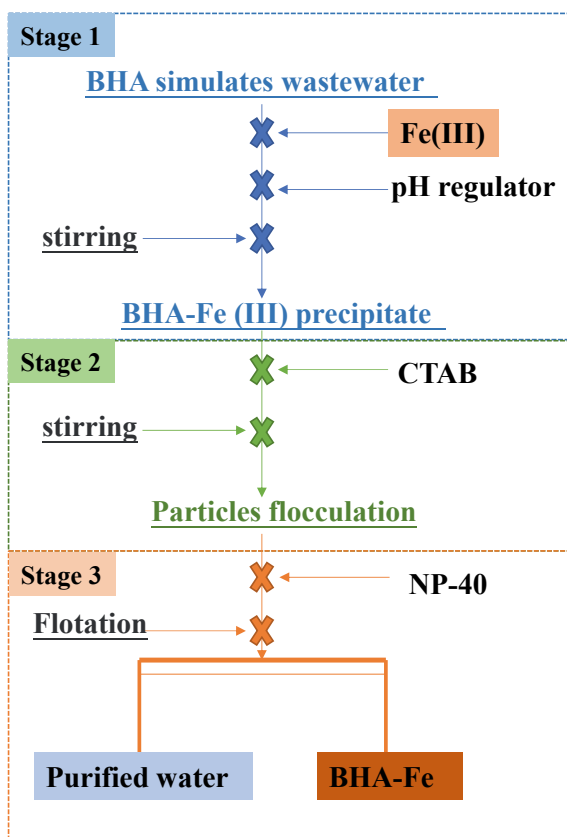 Stage 1
BHA simulates wastewater
Fe(III)
pH regulator
stirring
BHA-Fe (III) precipitate
Stage 2
CTAB
stirring
Particles flocculation
Stage 3
NP-40
Flotation
Purified water
BHA-Fe